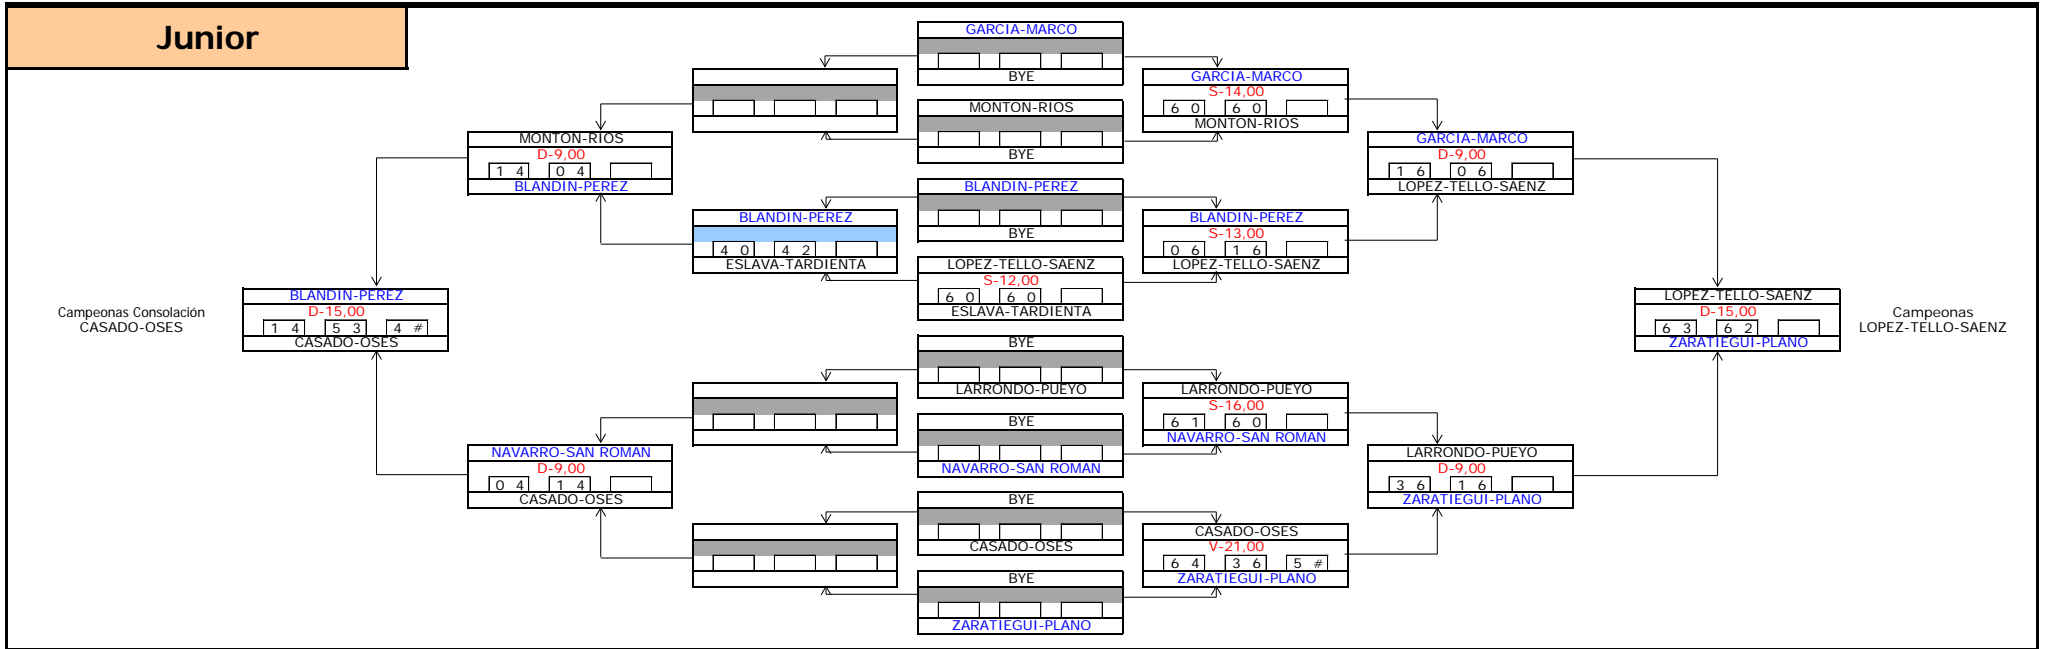 Junior
GARCIA-MARCO
BYE
MONTON-RIOS
BYE
BLANDIN-PEREZ
BYE
LOPEZ-TELLO-SAENZ
S-12,00
6 0 6 0
ESLAVA-TARDIENTA
BYE
LARRONDO-PUEYO
BYE
NAVARRO-SAN ROMAN
BYE
CASADO-OSES
BYE
ZARATIEGUI-PLANO
GARCIA-MARCO
S-14,00
6 0 6 0
MONTON-RIOS
BLANDIN-PEREZ
S-13,00
0 6 1 6
LOPEZ-TELLO-SAENZ
LARRONDO-PUEYO
S-16,00
6 1 6 0
NAVARRO-SAN ROMAN
CASADO-OSES
V-21,00
6 4 3 6 5 #
ZARATIEGUI-PLANO
GARCIA-MARCO
D-9,00
1 6 0 6
LOPEZ-TELLO-SAENZ
LARRONDO-PUEYO
D-9,00
3 6 1 6
ZARATIEGUI-PLANO
LOPEZ-TELLO-SAENZ
D-15,00
6 3 6 2
ZARATIEGUI-PLANO
Campeonas
LOPEZ-TELLO-SAENZ
BLANDIN-PEREZ
4 0 4 2
ESLAVA-TARDIENTA
MONTON-RIOS
D-9,00
1 4 0 4
BLANDIN-PEREZ
NAVARRO-SAN ROMAN
D-9,00
0 4 1 4
CASADO-OSES
BLANDIN-PEREZ
D-15,00
1 4 5 3 4 #
CASADO-OSES
Campeonas Consolación
CASADO-OSES